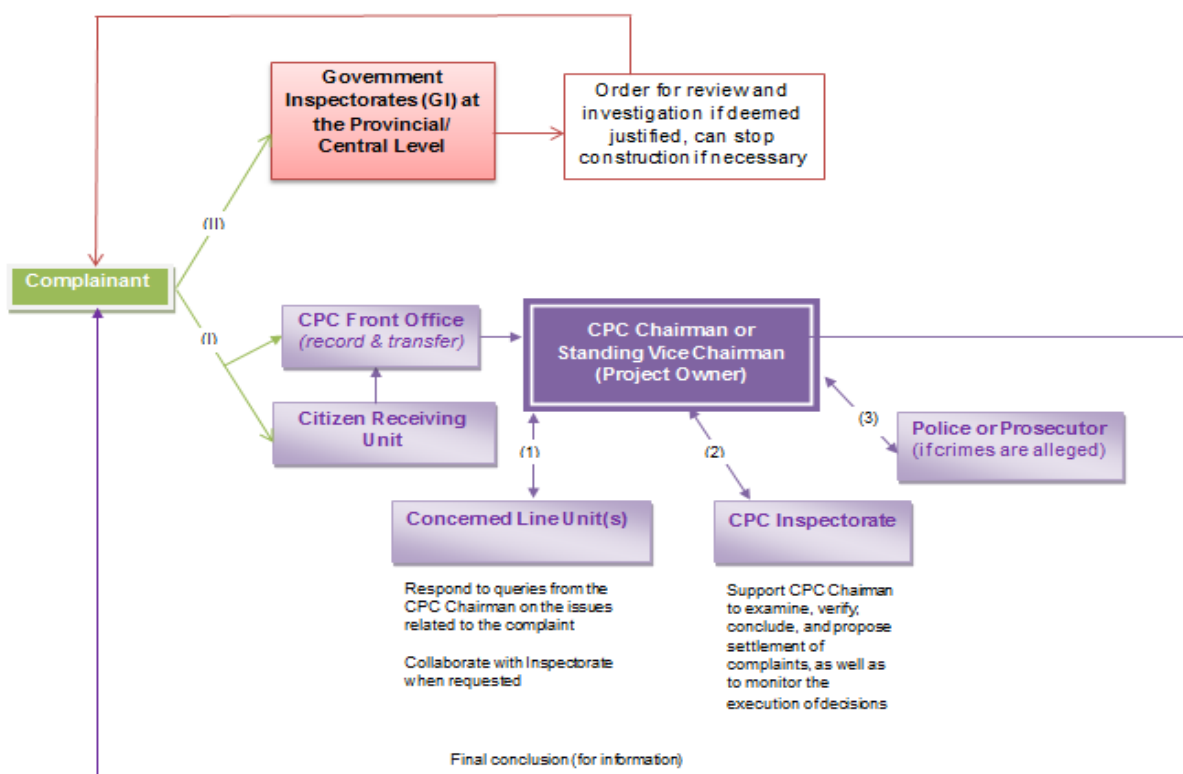 Government
Inspectorates (GI) at
the Provincial/
Central Level
Order for review and
investigation if deemed
justified, can stop
construction if necessary
(II)
Complainant
(I)
CPC Front Office
(record & transfer)
CPC Chairman or
Standing Vice Chairman
(Project Owner)
Citizen Receiving
Unit
(1)
(2)
(3)
Police or Prosecutor
(if crimes are alleged)
Concerned Line Unit(s)
CPC Inspectorate
Respond to queries from the
CPC Chairman on the issues
related to the complaint
Collaborate with Inspectorate
when requested
Support CPC Chairman
to examine, verify,
conclude, and propose
settlement of
complaints, as well as
to monitor the
execution of decisions
Final conclusion (for information)